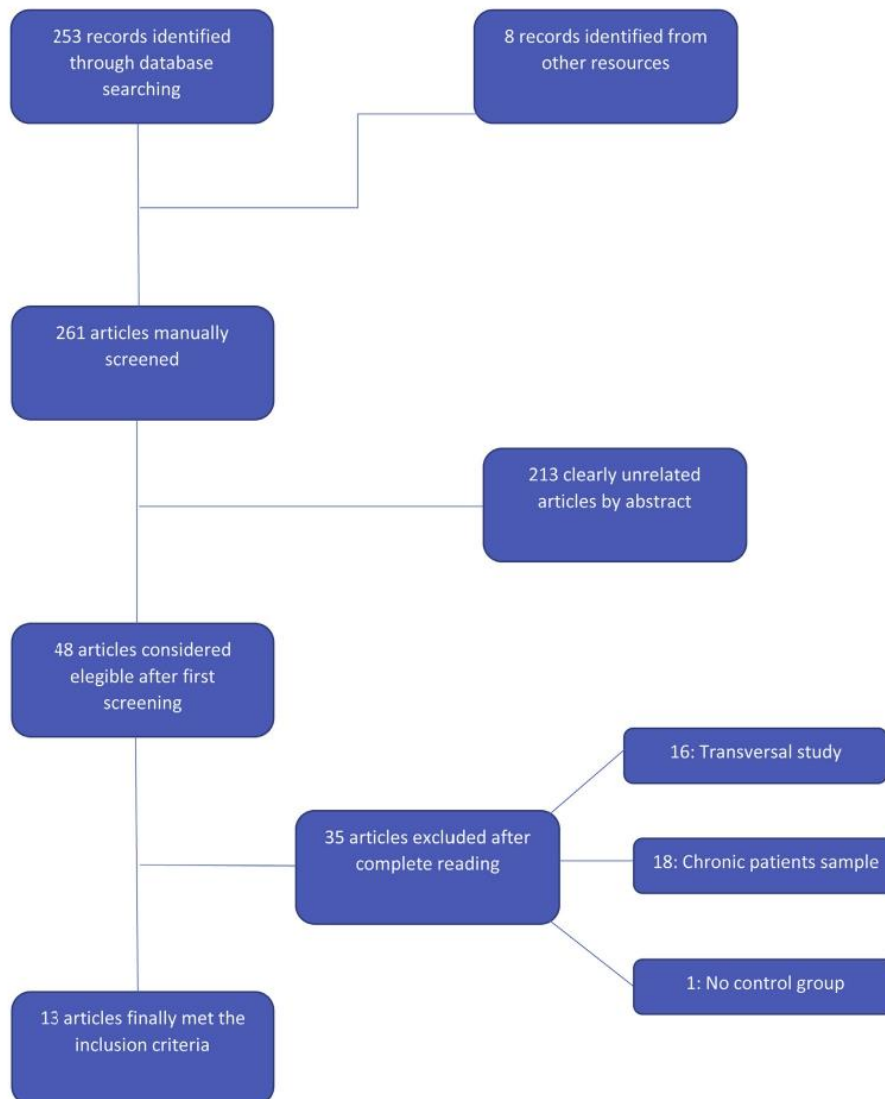 253 records identified
through database
searching
8 records identified from
other resources
261 articles manually
screened
213 clearly unrelated
articles by abstract
48 articles considered
elegible after first
screening
16: Transversal study
35 articles excluded after
complete reading
18: Chronic patients sample
1: No control group
13 articles finally met the
inclusion criteria